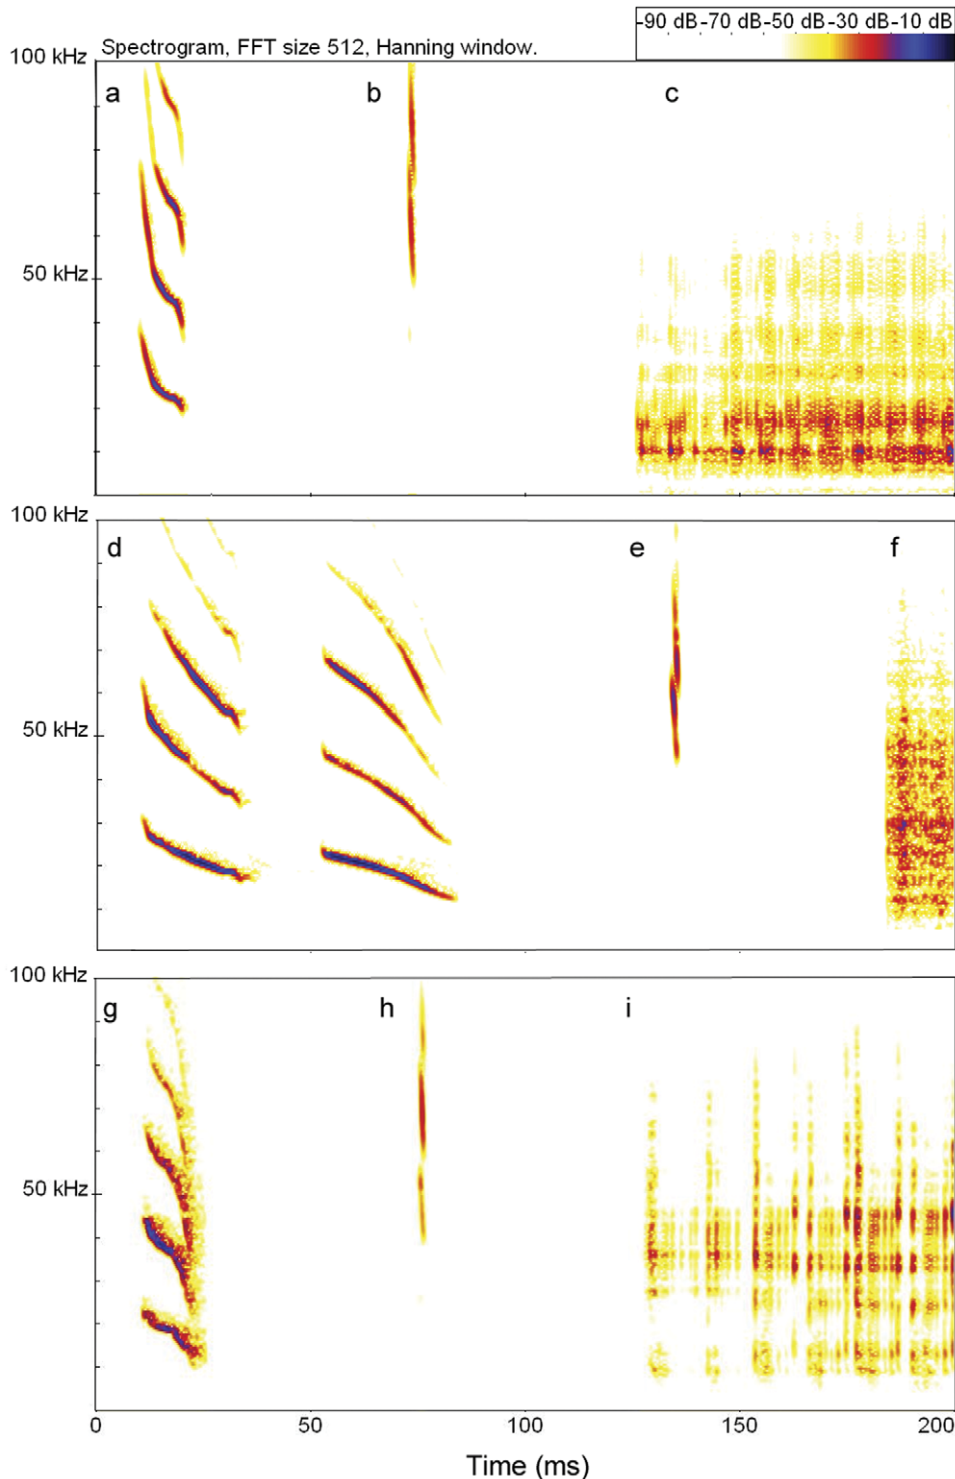 -90 dB-70 dB-50 dB-30 dB-10 dB
Spectrogram, FFT size 512, Hanning window.
100 kHz
a b c
50 kHz
100 kHz
d e f
50 kHz
100 kHz
g h i
50 kHz
0 50 100 150 200
Time (ms)